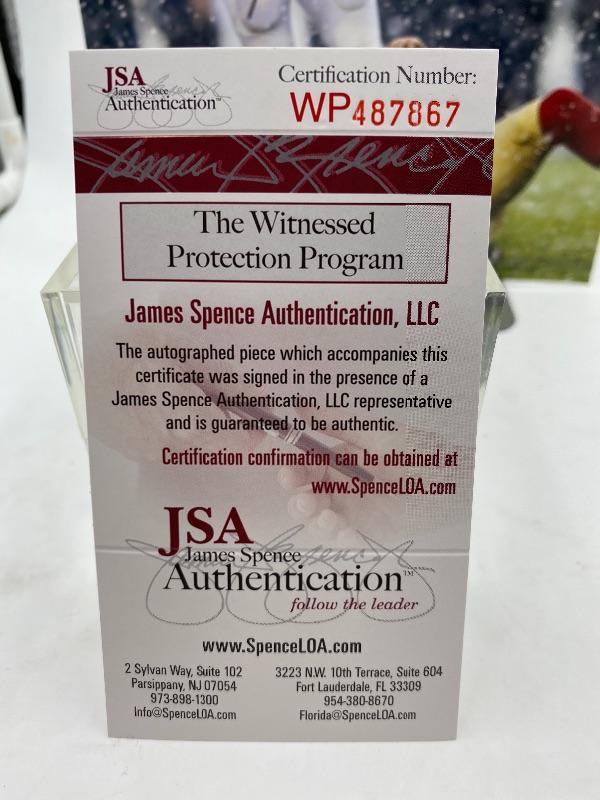 JSA
James Spence
Authentication™
Certification Number:
WP487867
James Spence
The Witnessed
Protection Program
James Spence Authentication, LLC
The autographed piece which accompanies this
certificate was signed in the presence of a
James Spence Authentication, LLC representative
and is guaranteed to be authentic.
Certification confirmation can be obtained at
www.SpenceLOA.com
JSA
James Spence
Authentication™
follow the leader
www.SpenceLOA.com
2 Sylvan Way, Suite 102
Parsippany, NJ 07054
973-898-1300
Info@SpenceLOA.com
3223 N.W. 10th Terrace, Suite 604
Fort Lauderdale, FL 33309
954-380-8670
Florida@SpenceLOA.com